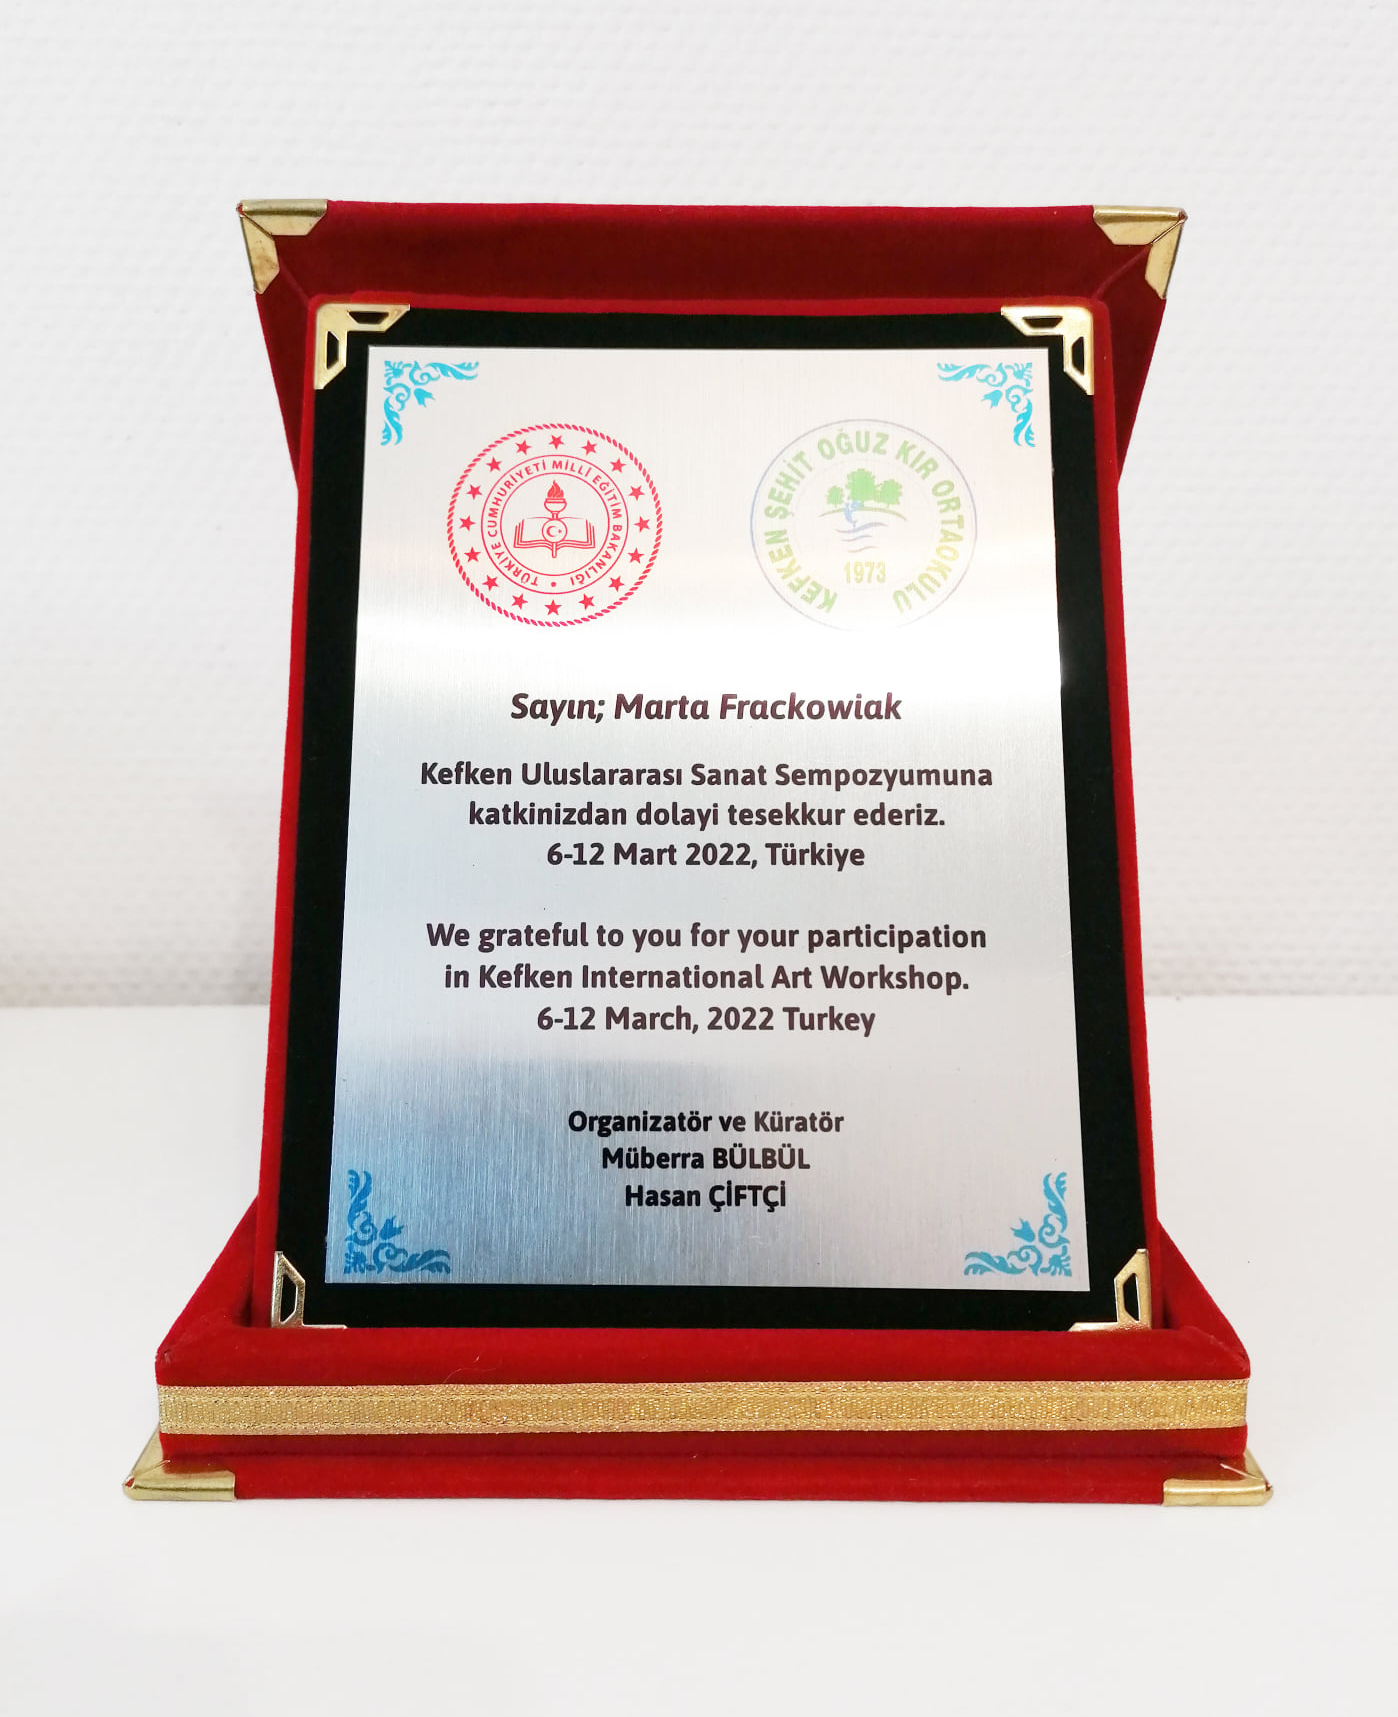 TÜRKİYE CUMHURİYETİ MİLLİ EĞİTİM BAKANLIĞI
KEFKEN ŞEHİT OĞUZ KIR ORTAOKULU
1973
Sayın; Marta Frackowiak
Kefken Uluslararası Sanat Sempozyumuna
katkinizdan dolayi tesekkur ederiz.
6-12 Mart 2022, Türkiye
We grateful to you for your participation
in Kefken International Art Workshop.
6-12 March, 2022 Turkey
Organizatör ve Küratör
Müberra BÜLBÜL
Hasan ÇİFTÇİ